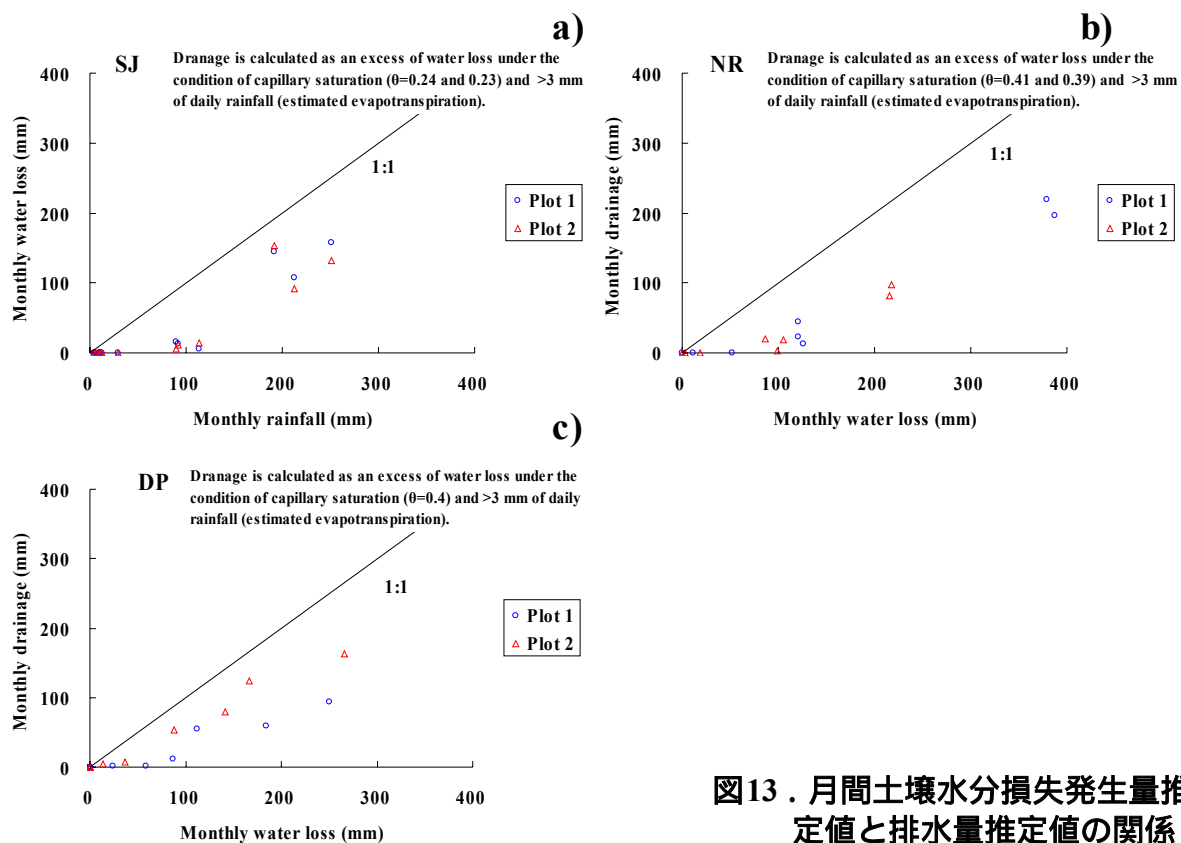 a)
SJ
Dranage is calculated as an excess of water loss under the
condition of capillary saturation (θ=0.24 and 0.23) and >3 mm
of daily rainfall (estimated evapotranspiration).
400
300
200
100
0
Monthly water loss (mm)
1:1
Plot 1
Plot 2
0 100 200 300 400
Monthly rainfall (mm)
b)
NR
Dranage is calculated as an excess of water loss under the
condition of capillary saturation (θ=0.41 and 0.39) and >3 mm
of daily rainfall (estimated evapotranspiration).
400
300
200
100
0
Monthly drainage (mm)
1:1
Plot 1
Plot 2
0 100 200 300 400
Monthly water loss (mm)
c)
DP
Dranage is calculated as an excess of water loss under the
condition of capillary saturation (θ=0.4) and >3 mm of daily
rainfall (estimated evapotranspiration).
400
300
200
100
0
Monthly drainage (mm)
1:1
Plot 1
Plot 2
0 100 200 300 400
Monthly water loss (mm)
図13．月間土壌水分損失発生量推
定値と排水量推定値の関係